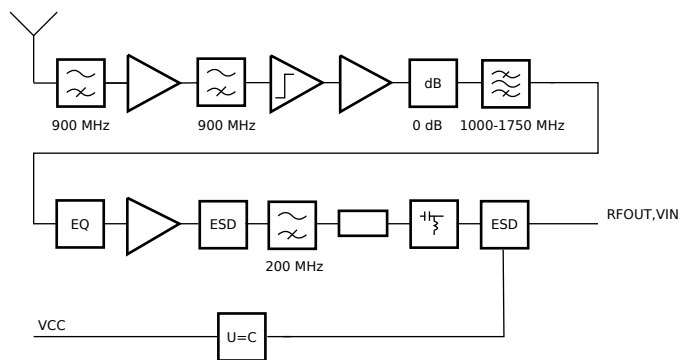 dB
900 MHz
900 MHz
0 dB
1000-1750 MHz
EQ
ESD
ESD
RFOUT,VIN
200 MHz
VCC
U=C